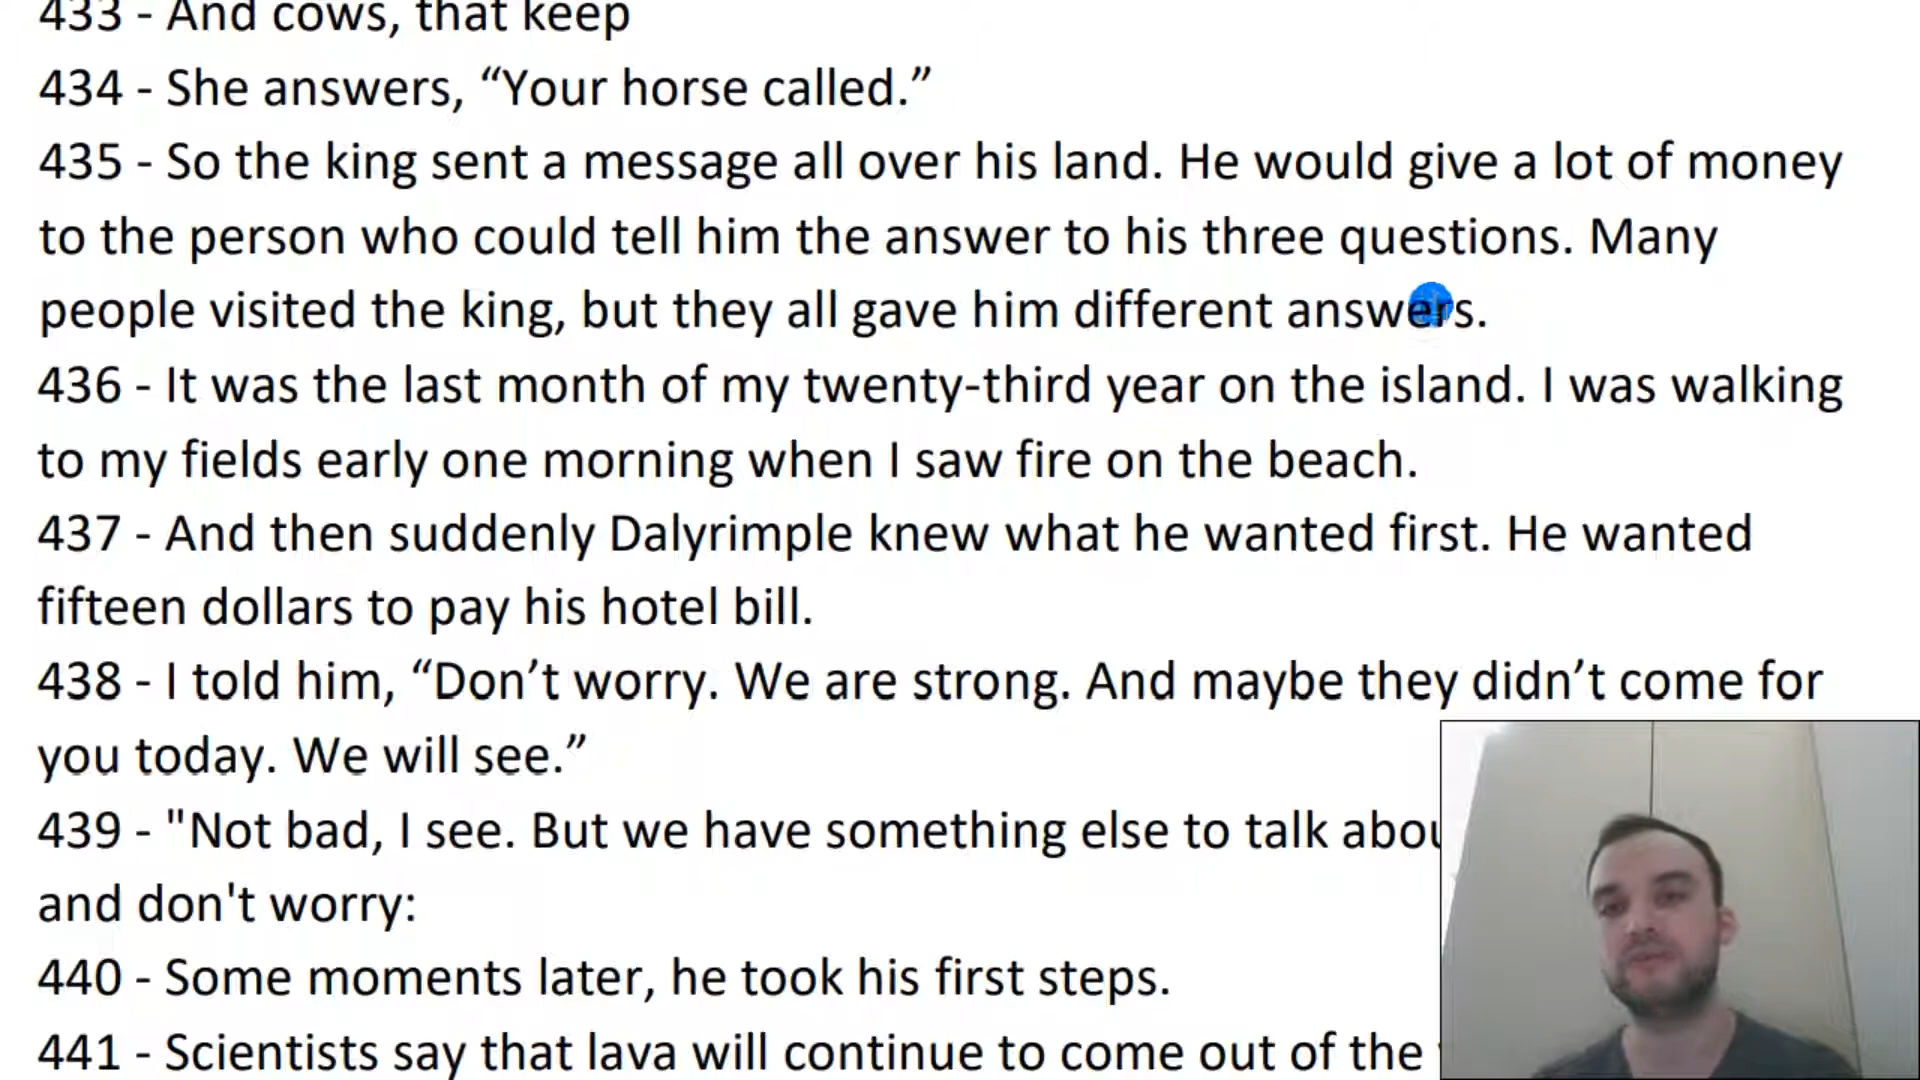 433 - And cows, that keep
434 - She answers, “Your horse called.”
435 - So the king sent a message all over his land. He would give a lot of money
to the person who could tell him the answer to his three questions. Many
people visited the king, but they all gave him different answers.
436 - It was the last month of my twenty-third year on the island. I was walking
to my fields early one morning when I saw fire on the beach.
437 - And then suddenly Dalyrimple knew what he wanted first. He wanted
fifteen dollars to pay his hotel bill.
438 - I told him, “Don’t worry. We are strong. And maybe they didn’t come for
you today. We will see.”
439 - "Not bad, I see. But we have something else to talk
and don't worry:
440 - Some moments later, he took his first steps.
441 - Scientists say that lava will continue to come out of the